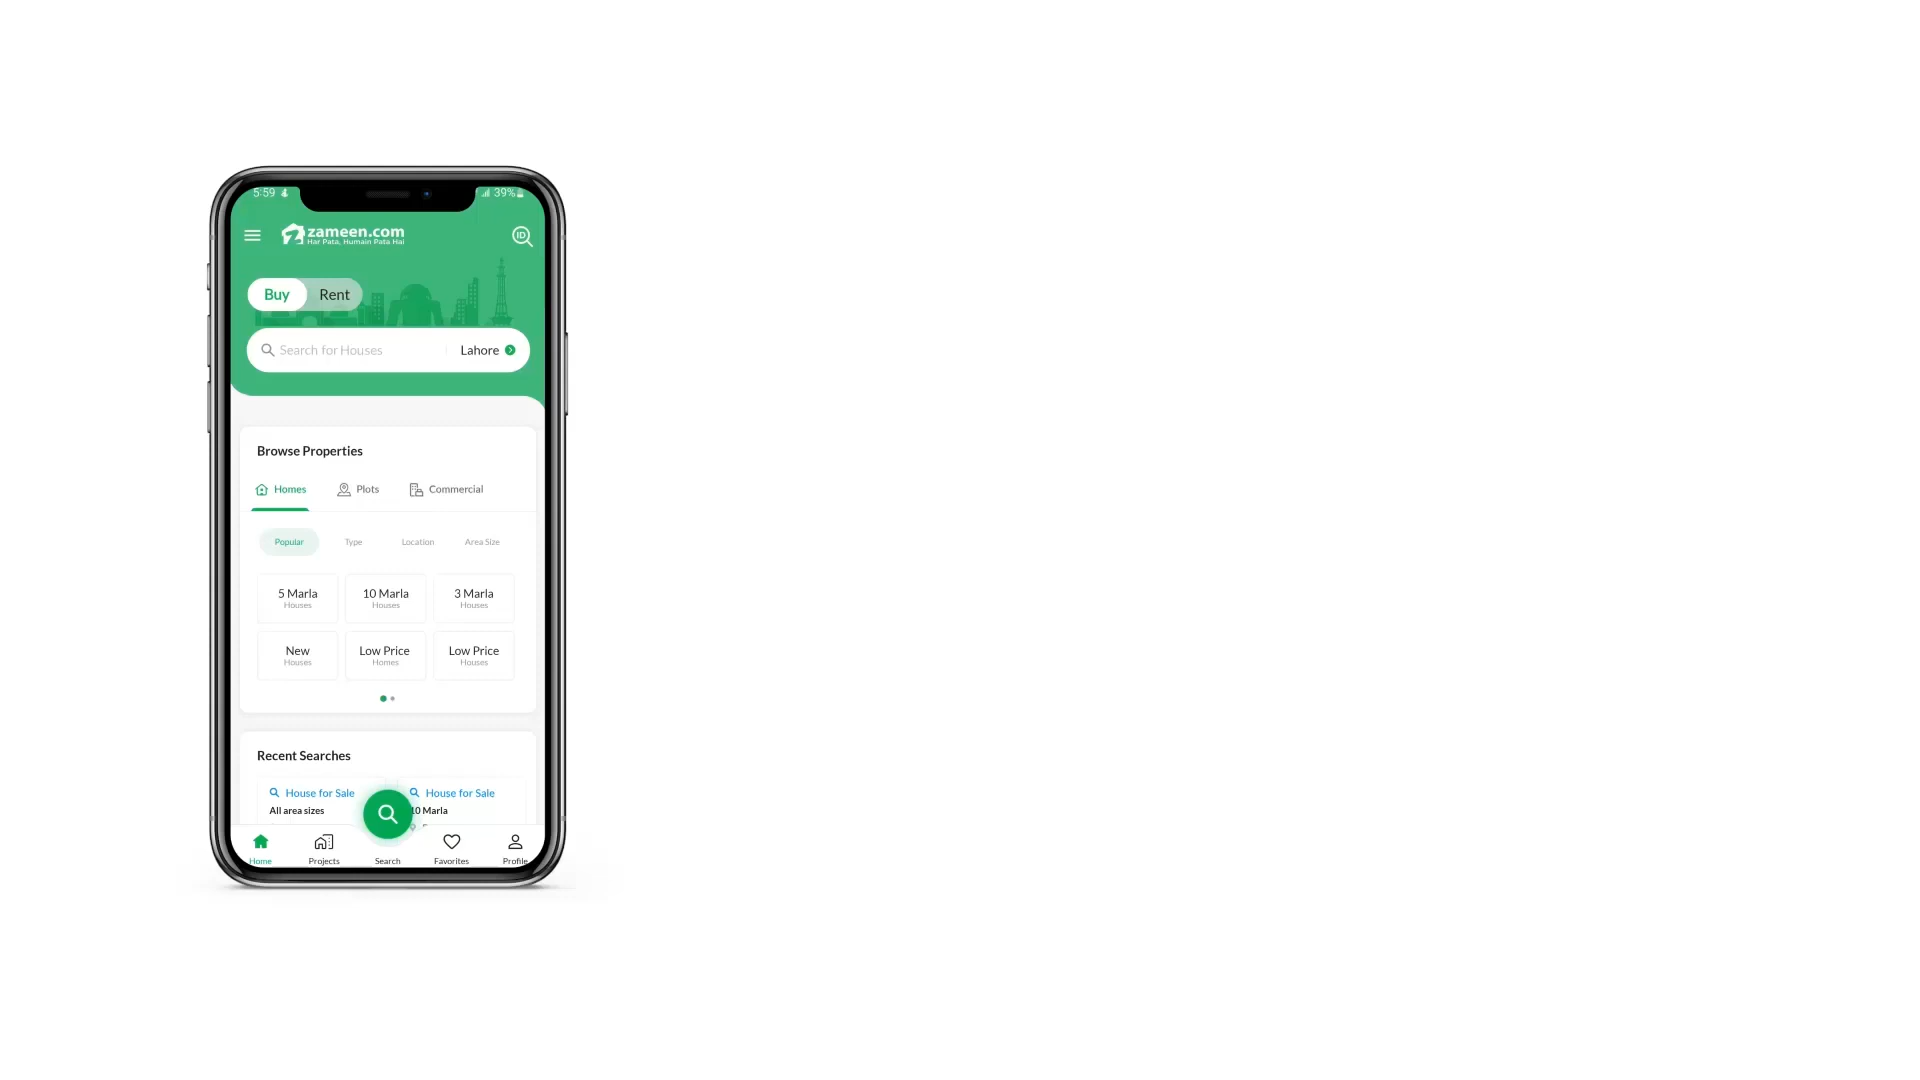 5:59
39%
zameen.com
Har Pata, Humain Pata Hai
ID
Buy Rent
Search for Houses Lahore
Browse Properties
Homes Plots Commercial
Popular Type Location Area Size
5 Marla 10 Marla 3 Marla
Houses Houses Houses
New Low Price Low Price
Houses Homes Houses
Recent Searches
House for Sale House for Sale
All area sizes 10 Marla
Home Projects Search Favorites Profile